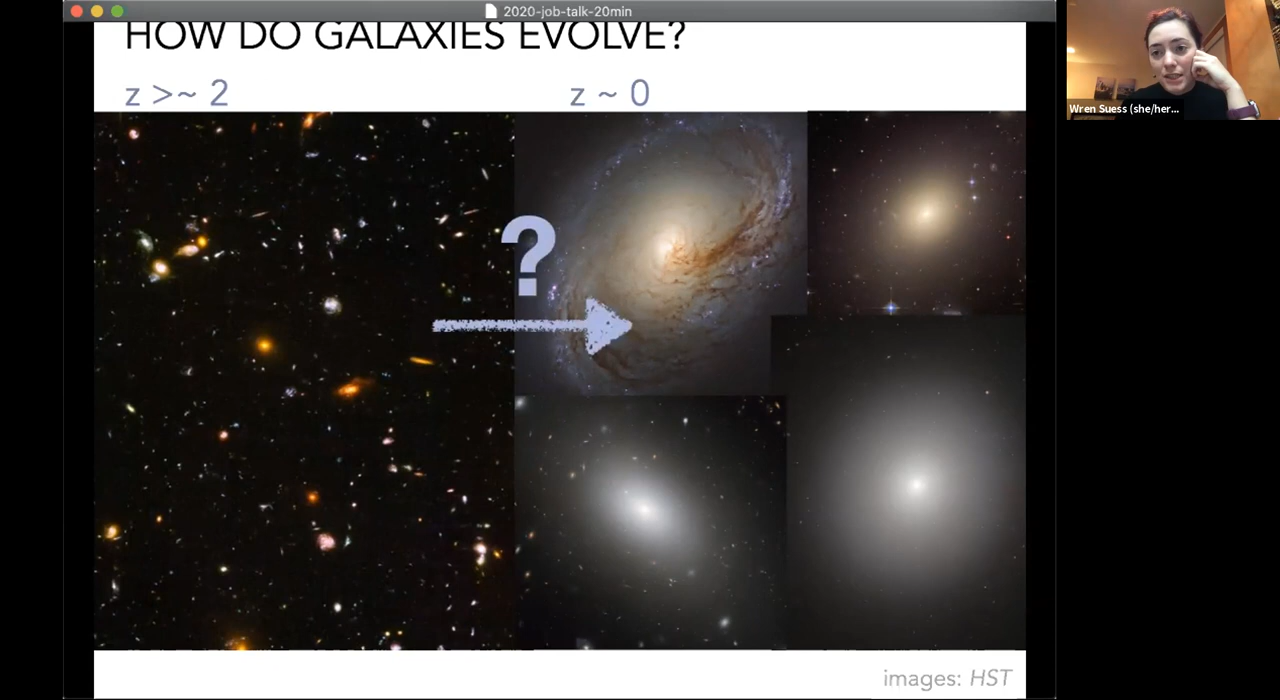 2020-job-talk-20min
HOW DO GALAXIES EVOLVE?
z >~ 2
z ~ 0
?
images: HST
Wren Suess (she/her...